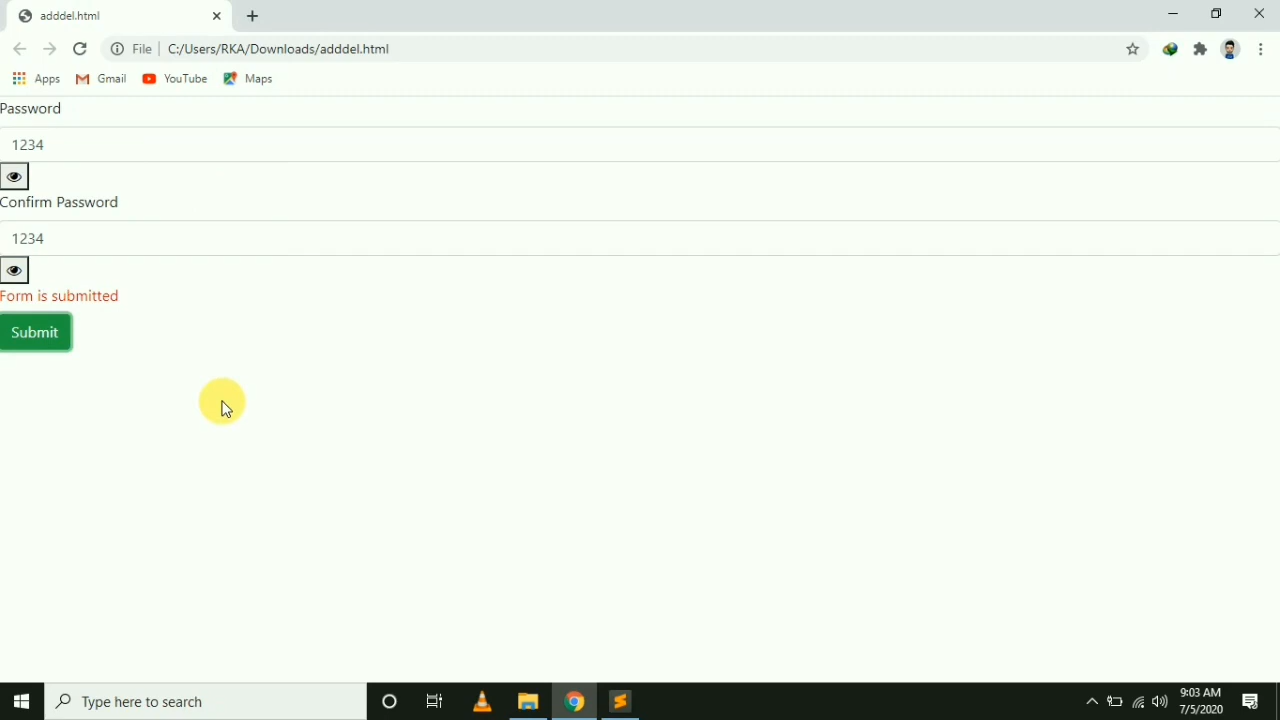 adddel.html
File C:/Users/RKA/Downloads/adddel.html
Apps Gmail YouTube Maps
Password
1234
Confirm Password
1234
Form is submitted
Submit
Type here to search
9:03 AM
7/5/2020